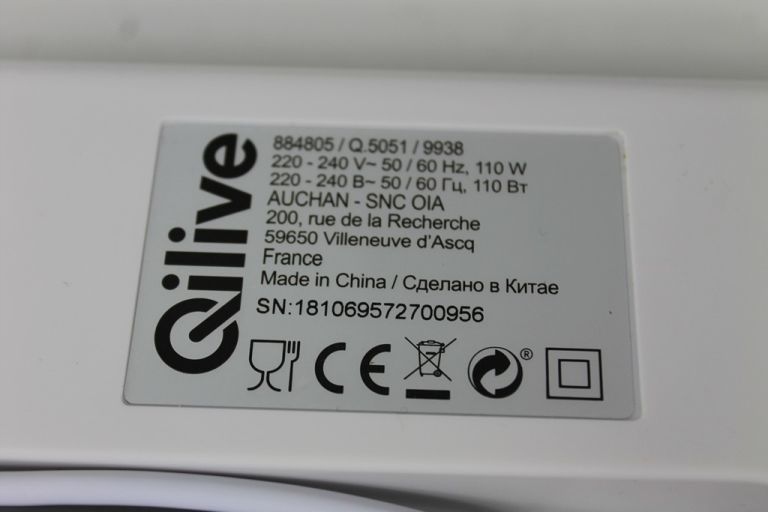 Qilive
884805 / Q.5051 / 9938
220 - 240 V~ 50 / 60 Hz, 110 W
220 - 240 В~ 50 / 60 Гц, 110 Вт
AUCHAN - SNC OIA
200, rue de la Recherche
59650 Villeneuve d'Ascq
France
Made in China / Сделано в Китае
SN:181069572700956
CE
®